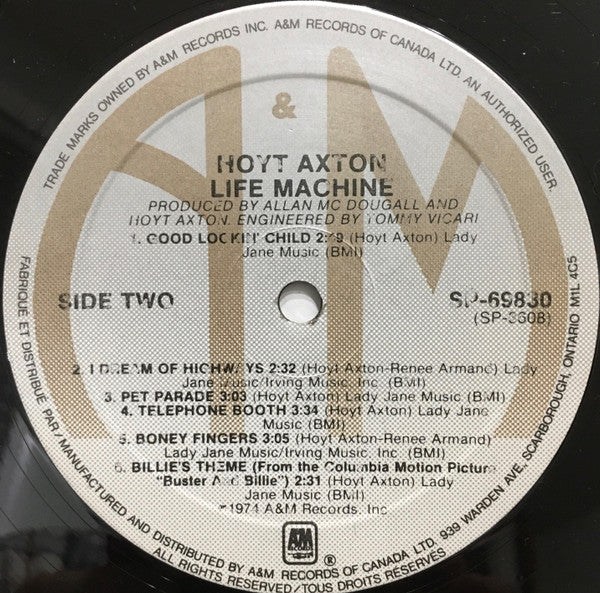 TRADE MARKS OWNED BY A&M RECORDS INC. A&M RECORDS OF CANADA LTD. AN AUTHORIZED USER.
&
HOYT AXTON
LIFE MACHINE
PRODUCED BY ALLAN MC DOUGALL AND
HOYT AXTON. ENGINEERED BY TOMMY VICARI
1. GOOD LOOKIN' CHILD 2:49 (Hoyt Axton) Lady
Jane Music (BMI)
SIDE TWO
SP-69830
(SP-3608)
2. I DREAM OF HIGHWAYS 2:32 (Hoyt Axton-Renee Armand) Lady
Jane Music/Irving Music, Inc. (BMI)
3. PET PARADE 3:03 (Hoyt Axton) Lady Jane Music (BMI)
4. TELEPHONE BOOTH 3:34 (Hoyt Axton) Lady Jane
Music (BMI)
5. BONEY FINGERS 3:05 (Hoyt Axton-Renee Armand)
Lady Jane Music/Irving Music, Inc. (BMI)
6. BILLIE'S THEME (From the Columbia Motion Picture
"Buster And Billie") 2:31 (Hoyt Axton) Lady
Jane Music (BMI)
©1974 A&M Records, Inc
A&M ®
FABRIQUE ET DISTRIBUÉ PAR/MANUFACTURED AND DISTRIBUTED BY A&M RECORDS OF CANADA LTD. 939 WARDEN AVE, SCARBOROUGH, ONTARIO M1L 4C5
ALL RIGHTS RESERVED/TOUS DROITS RÉSERVÉS